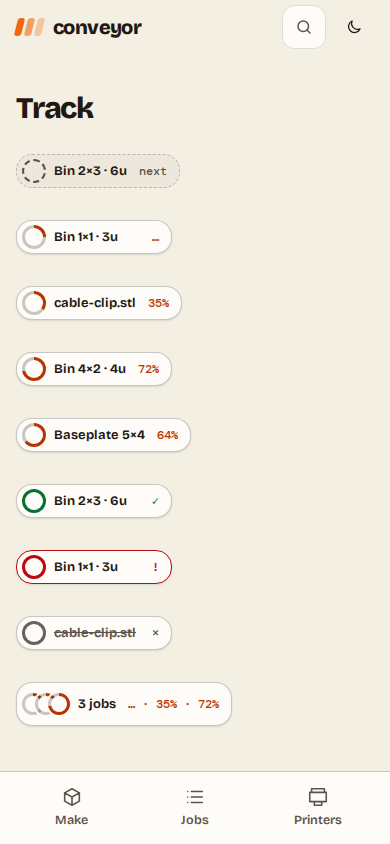 conveyor
Track
Bin 2×3 · 6u next
Bin 1×1 · 3u …
cable-clip.stl 35%
Bin 4×2 · 4u 72%
Baseplate 5×4 64%
Bin 2×3 · 6u ✓
Bin 1×1 · 3u !
cable-clip.stl ×
3 jobs … · 35% · 72%
Make Jobs Printers